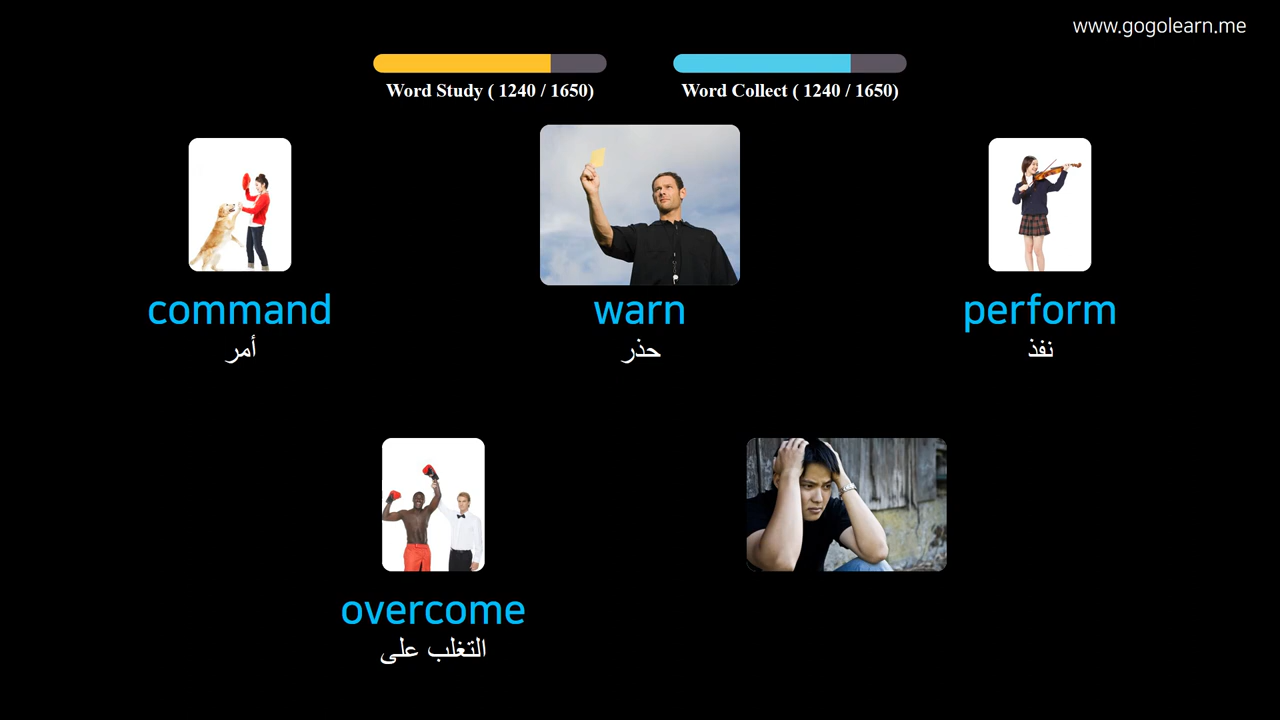 www.gogolearn.me
Word Study ( 1240 / 1650)
Word Collect ( 1240 / 1650)
command
أمر
warn
حذر
perform
نفذ
overcome
التغلب على